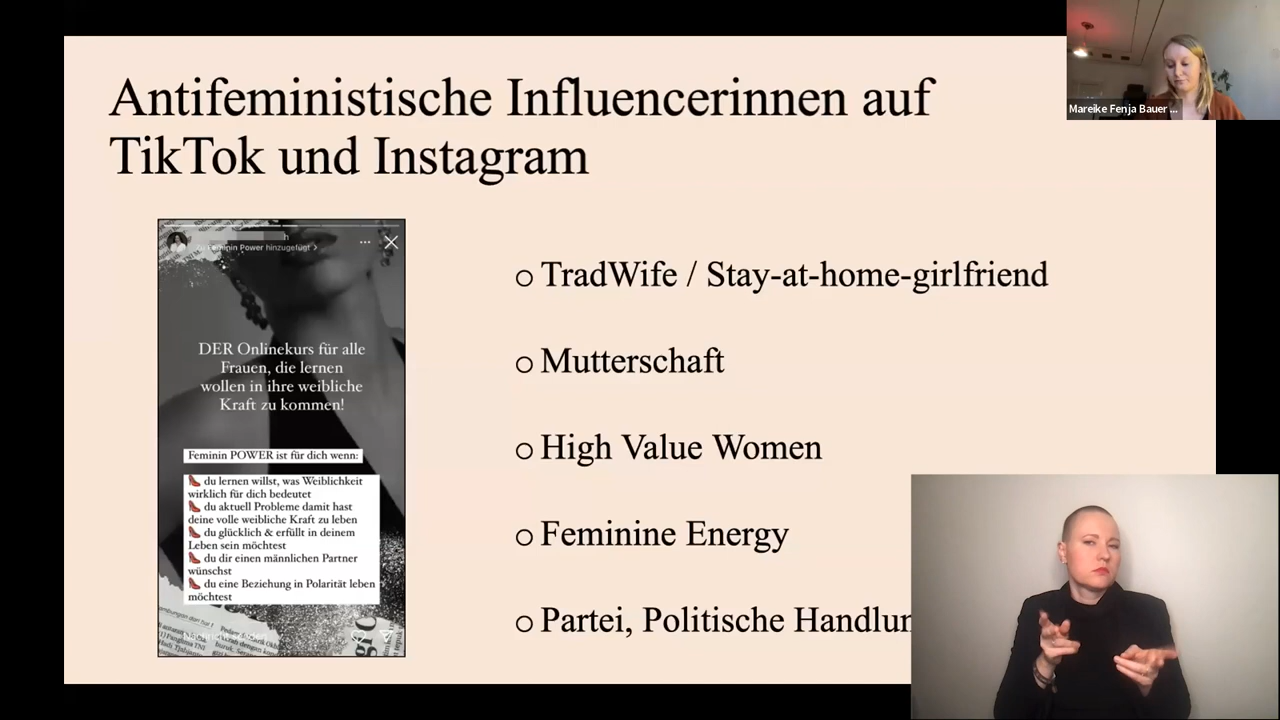 Antifeministische Influencerinnen auf
TikTok und Instagram
Mareike Fenja Bauer ...
Feminin Power hinzugefügt >
DER Onlinekurs für alle
Frauen, die lernen
wollen in ihre weibliche
Kraft zu kommen!
Feminin POWER ist für dich wenn:
du lernen willst, was Weiblichkeit
wirklich für dich bedeutet
du aktuell Probleme damit hast
deine volle weibliche Kraft zu leben
du glücklich & erfüllt in deinem
Leben sein möchtest
du dir einen männlichen Partner
wünschst
du eine Beziehung in Polarität leben
möchtest
TradWife / Stay-at-home-girlfriend
Mutterschaft
High Value Women
Feminine Energy
Partei, Politische Handlun